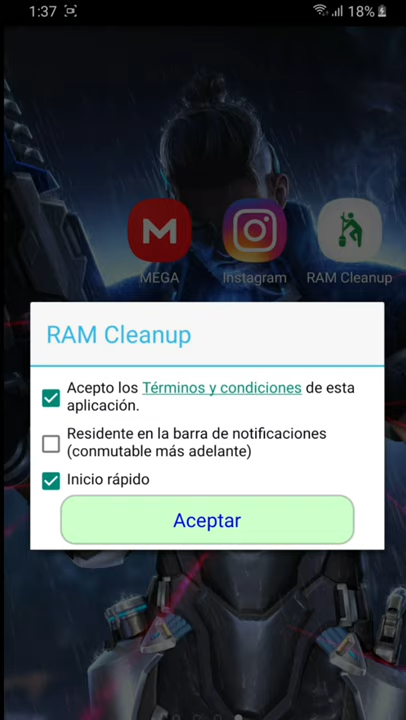 1:37 18%
MEGA Instagram RAM Cleanup
RAM Cleanup
Acepto los Términos y condiciones de esta
aplicación.
Residente en la barra de notificaciones
(conmutable más adelante)
Inicio rápido
Aceptar